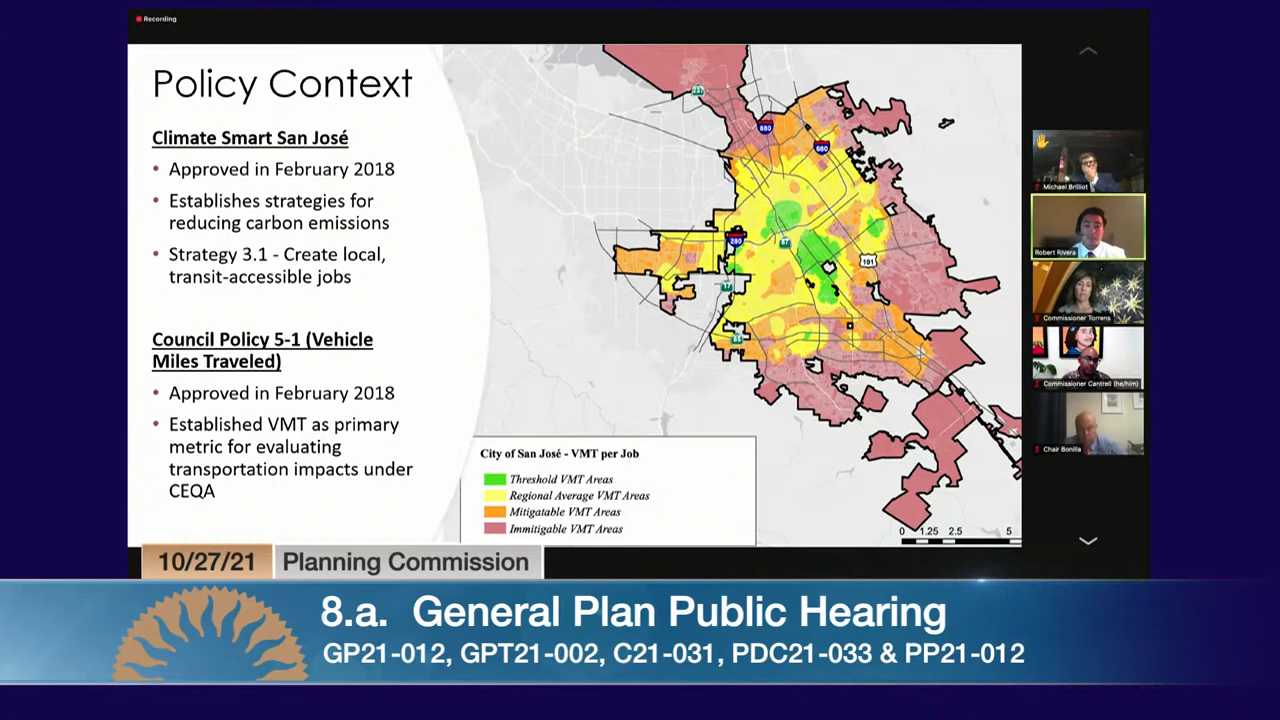 Recording
Policy Context
Climate Smart San José
• Approved in February 2018
• Establishes strategies for
reducing carbon emissions
• Strategy 3.1 - Create local,
transit-accessible jobs
Council Policy 5-1 (Vehicle
Miles Traveled)
• Approved in February 2018
• Established VMT as primary
metric for evaluating
transportation impacts under
CEQA
237
880
680
280
87
101
17
85
City of San José - VMT per Job
Threshold VMT Areas
Regional Average VMT Areas
Mitigatable VMT Areas
Immitigable VMT Areas
0 1.25 2.5 5
Michael Brilliot
Robert Rivera
Commissioner Torrens
Commissioner Cantrell (he/him)
Chair Bonilla
10/27/21 Planning Commission
8.a. General Plan Public Hearing
GP21-012, GPT21-002, C21-031, PDC21-033 & PP21-012